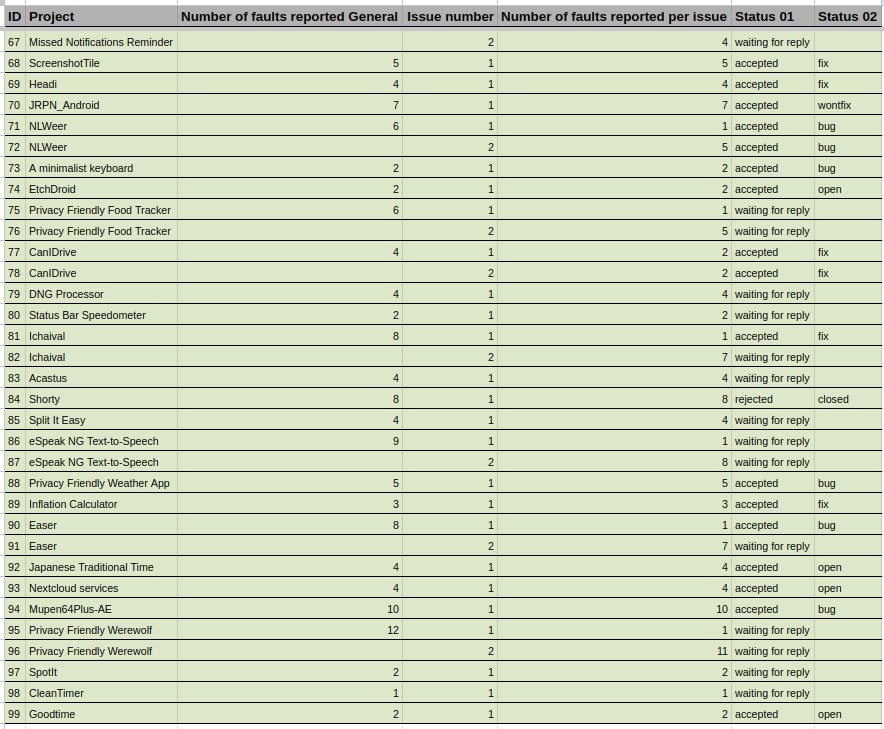 ID Project Number of faults reported General Issue number Number of faults reported per issue Status 01 Status 02
67 Missed Notifications Reminder 2 4 waiting for reply
68 ScreenshotTile 5 1 5 accepted fix
69 Headi 4 1 4 accepted fix
70 JRPN_Android 7 1 7 accepted wontfix
71 NLWeer 6 1 1 accepted bug
72 NLWeer 2 5 accepted bug
73 A minimalist keyboard 2 1 2 accepted bug
74 EtchDroid 2 1 2 accepted open
75 Privacy Friendly Food Tracker 6 1 1 waiting for reply
76 Privacy Friendly Food Tracker 2 5 waiting for reply
77 CanIDrive 4 1 2 accepted fix
78 CanIDrive 2 2 accepted fix
79 DNG Processor 4 1 4 waiting for reply
80 Status Bar Speedometer 2 1 2 waiting for reply
81 Ichaival 8 1 1 accepted fix
82 Ichaival 2 7 waiting for reply
83 Acastus 4 1 4 waiting for reply
84 Shorty 8 1 8 rejected closed
85 Split It Easy 4 1 4 waiting for reply
86 eSpeak NG Text-to-Speech 9 1 1 waiting for reply
87 eSpeak NG Text-to-Speech 2 8 waiting for reply
88 Privacy Friendly Weather App 5 1 5 accepted bug
89 Inflation Calculator 3 1 3 accepted fix
90 Easer 8 1 1 accepted bug
91 Easer 2 7 waiting for reply
92 Japanese Traditional Time 4 1 4 accepted open
93 Nextcloud services 4 1 4 accepted open
94 Mupen64Plus-AE 10 1 10 accepted bug
95 Privacy Friendly Werewolf 12 1 1 waiting for reply
96 Privacy Friendly Werewolf 2 11 waiting for reply
97 SpotIt 2 1 2 waiting for reply
98 CleanTimer 1 1 1 waiting for reply
99 Goodtime 2 1 2 accepted open